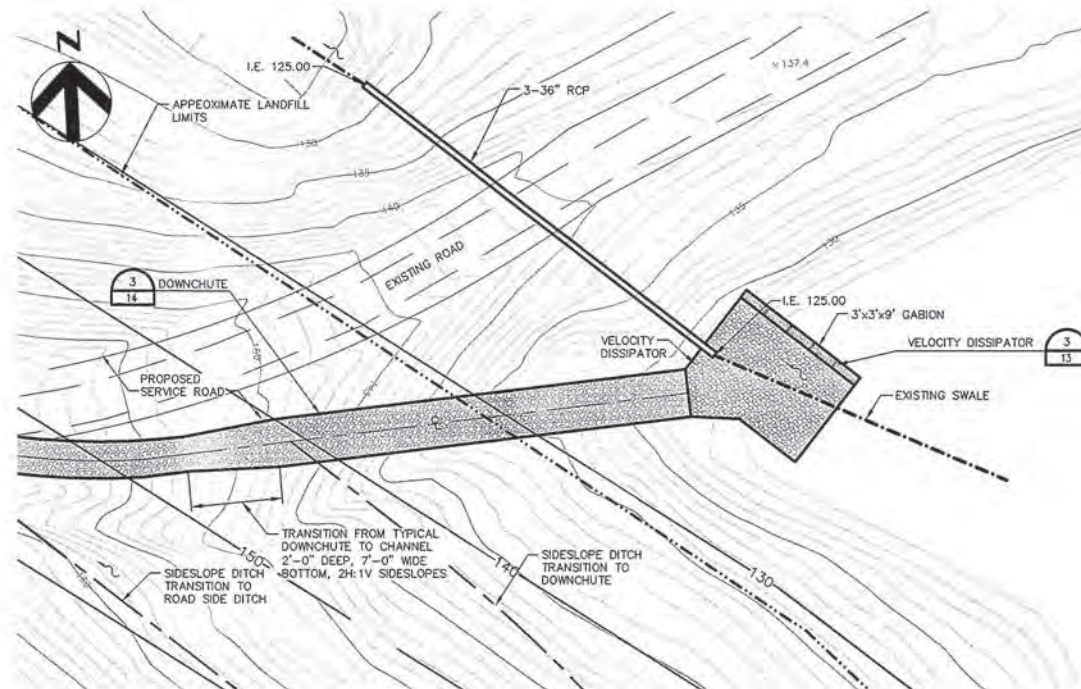 N
I.E. 125.00
3-36" RCP
× 137.4
APPEOXIMATE LANDFILL
LIMITS
130
135
140
135
130
EXISTING ROAD
3
14
DOWNCHUTE
I.E. 125.00
3'x3'x9' GABION
VELOCITY
DISSIPATOR
VELOCITY DISSIPATOR
3
13
PROPOSED
SERVICE ROAD
EXISTING SWALE
TRANSITION FROM TYPICAL
DOWNCHUTE TO CHANNEL
2'-0" DEEP, 7'-0" WIDE
BOTTOM, 2H:1V SIDESLOPES
150
140
130
SIDESLOPE DITCH
TRANSITION TO
DOWNCHUTE
SIDESLOPE DITCH
TRANSITION TO
ROAD SIDE DITCH